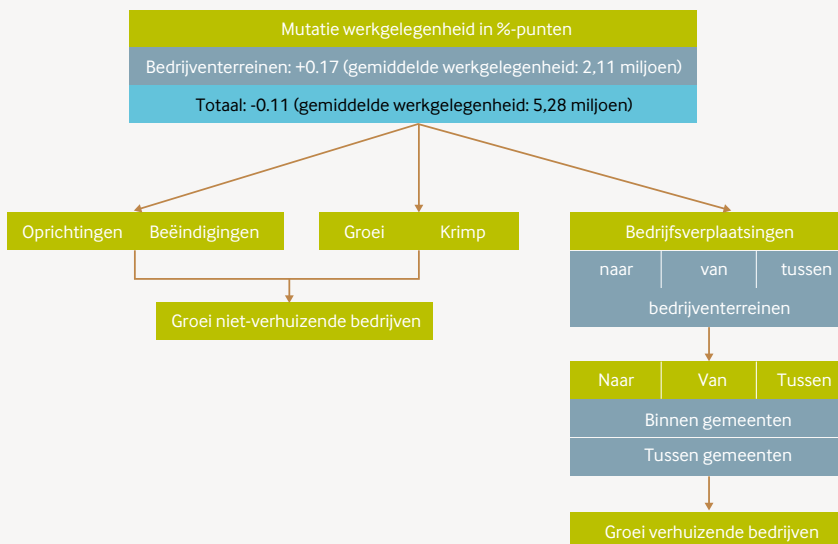 Mutatie werkgelegenheid in %-punten
Bedrijventerreinen: +0.17 (gemiddelde werkgelegenheid: 2,11 miljoen)
Totaal: -0.11 (gemiddelde werkgelegenheid: 5,28 miljoen)
Oprichtingen Beëindigingen
Groei Krimp
Bedrijfsverplaatsingen
naar van tussen
bedrijventerreinen
Groei niet-verhuizende bedrijven
Naar Van Tussen
Binnen gemeenten
Tussen gemeenten
Groei verhuizende bedrijven